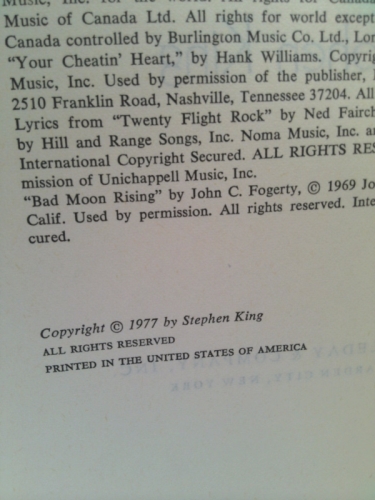 Music of Canada Ltd. All rights for world except
Canada controlled by Burlington Music Co. Ltd., Lon
"Your Cheatin' Heart," by Hank Williams. Copyrig
Music, Inc. Used by permission of the publisher,
2510 Franklin Road, Nashville, Tennessee 37204. All
Lyrics from "Twenty Flight Rock" by Ned Fairch
by Hill and Range Songs, Inc. Noma Music, Inc. an
International Copyright Secured. ALL RIGHTS RES
mission of Unichappell Music, Inc.
"Bad Moon Rising" by John C. Fogerty, © 1969 Jo
Calif. Used by permission. All rights reserved. Inte
cured.
Copyright © 1977 by Stephen King
ALL RIGHTS RESERVED
PRINTED IN THE UNITED STATES OF AMERICA